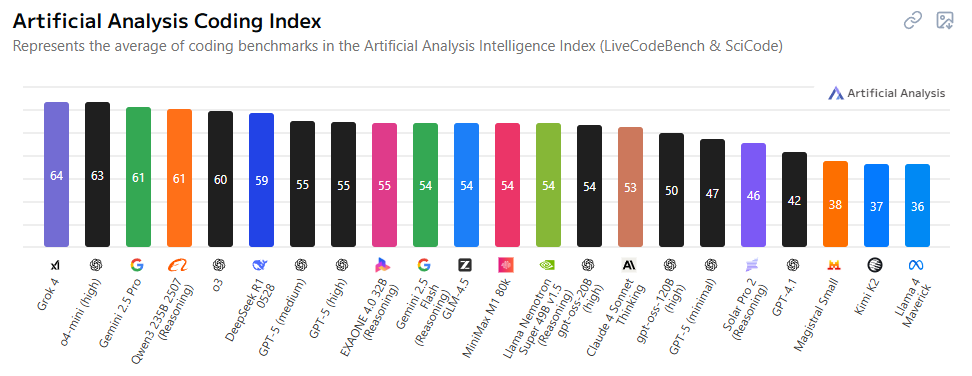 Artificial Analysis Coding Index
Represents the average of coding benchmarks in the Artificial Analysis Intelligence Index (LiveCodeBench & SciCode)
Artificial Analysis
64
63
61
61
60
59
55
55
55
54
54
54
54
54
53
50
47
46
42
38
37
36
Grok 4
o4-mini (high)
Gemini 2.5 Pro
Qwen3 235B 2507
(Reasoning)
o3
DeepSeek R1
0528
GPT-5 (medium)
GPT-5 (high)
EXAONE 4.0 32B
(Reasoning)
Gemini 2.5
Flash
(Reasoning)
GLM-4.5
MiniMax M1 80k
Llama Nemotron
Super 49B v1.5
(Reasoning)
gpt-oss-20B
(high)
Claude 4 Sonnet
Thinking
gpt-oss-120B
(high)
GPT-5 (minimal)
Solar Pro 2
(Reasoning)
GPT-4.1
Magistral Small
Kimi K2
Llama 4
Maverick